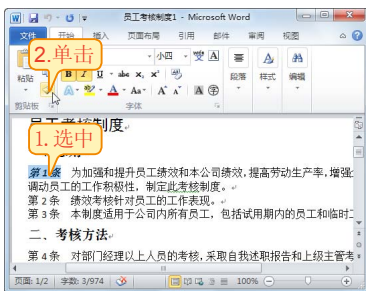 员工考核制度1 - Microsoft Word
文件 开始 插入 页面布局 引用 邮件 审阅 视图
2.单击
小四
粘贴 B I U abc x₂ x² 段落 样式 编辑
Aa A A
剪贴板 字体
1.选中
员工考核制度
第1条 为加强和提升员工绩效和本公司绩效,提高劳动生产率,增强
调动员工的工作积极性，制定此考核制度。
第2条 绩效考核针对员工的工作表现。
第3条 本制度适用于公司内所有员工，包括试用期内的员工和临时工
二、考核方法
第4条 对部门经理以上人员的考核,采取自我述职报告和上级主管考
页面: 1/2 字数: 3/974 100%